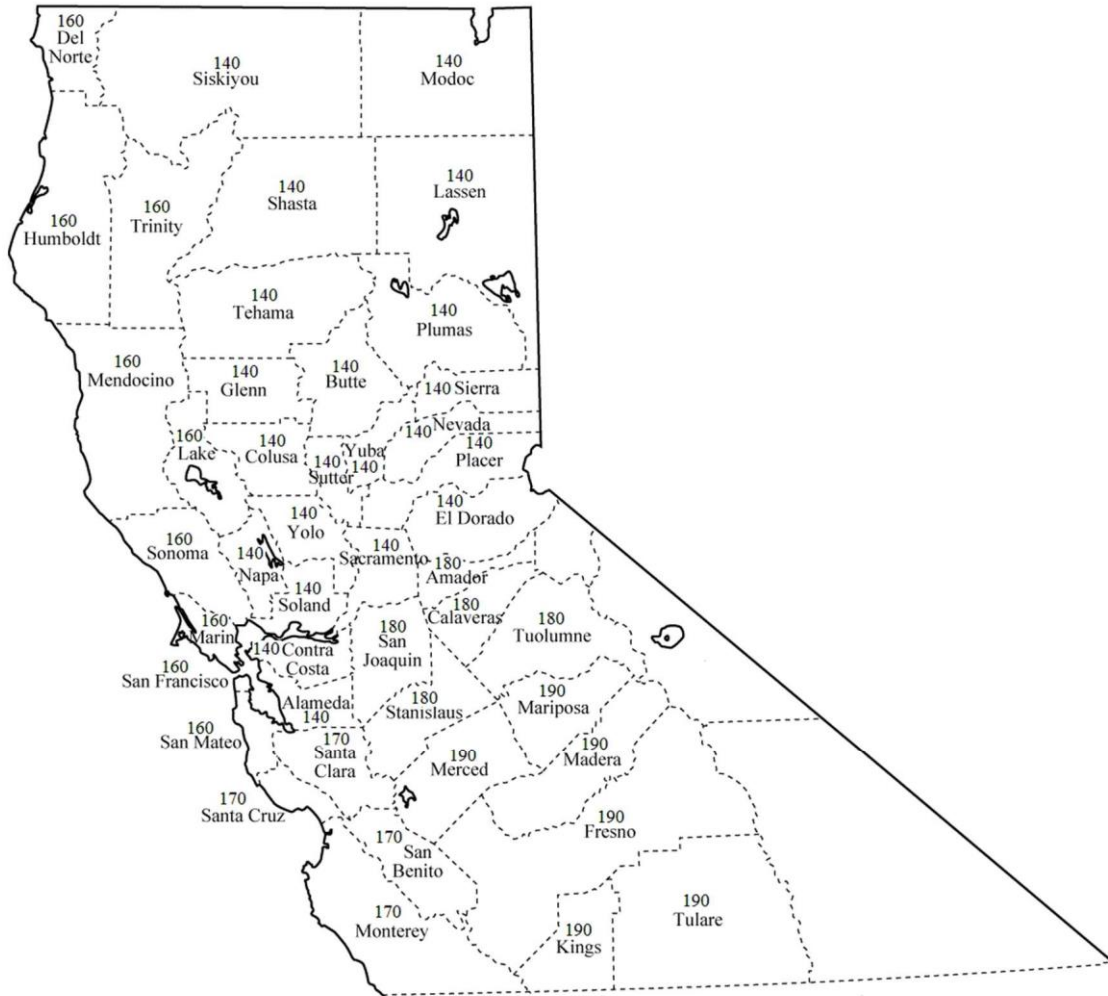 160
Del
Norte
140
Siskiyou
140
Modoc
160
Humboldt
160
Trinity
140
Shasta
140
Lassen
140
Tehama
140
Plumas
160
Mendocino
140
Glenn
140
Butte
140 Sierra
160
Lake
140
Colusa
140
Sutter
Yuba
140
Nevada
140
140
Placer
140
El Dorado
160
Sonoma
140
Napa
140
Yolo
140
Sacramento
180
Amador
140
Soland
180
Calaveras
180
Tuolumne
160
Marin
140 Contra
Costa
180
San
Joaquin
160
San Francisco
Alameda
140
180
Stanislaus
190
Mariposa
160
San Mateo
170
Santa
Clara
190
Merced
190
Madera
170
Santa Cruz
190
Fresno
170 San
Benito
170
Monterey
190
Kings
190
Tulare